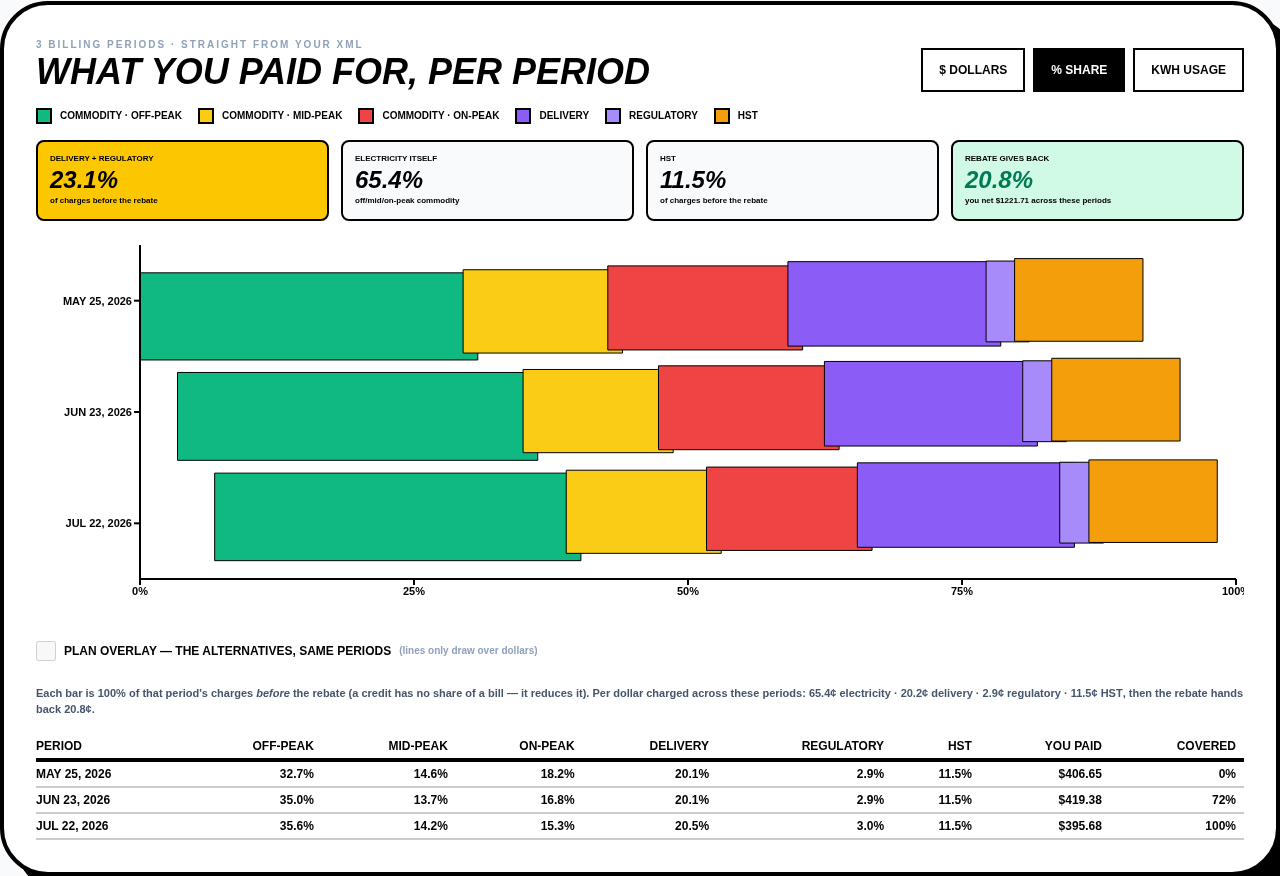 3 BILLING PERIODS · STRAIGHT FROM YOUR XML
WHAT YOU PAID FOR, PER PERIOD
$ DOLLARS
% SHARE
KWH USAGE
COMMODITY · OFF-PEAK
COMMODITY · MID-PEAK
COMMODITY · ON-PEAK
DELIVERY
REGULATORY
HST
DELIVERY + REGULATORY
23.1%
of charges before the rebate
ELECTRICITY ITSELF
65.4%
off/mid/on-peak commodity
HST
11.5%
of charges before the rebate
REBATE GIVES BACK
20.8%
you net $1221.71 across these periods
MAY 25, 2026
JUN 23, 2026
JUL 22, 2026
0% 25% 50% 75% 100%
PLAN OVERLAY — THE ALTERNATIVES, SAME PERIODS (lines only draw over dollars)
Each bar is 100% of that period's charges before the rebate (a credit has no share of a bill — it reduces it). Per dollar charged across these periods: 65.4¢ electricity · 20.2¢ delivery · 2.9¢ regulatory · 11.5¢ HST, then the rebate hands
back 20.8¢.
PERIOD OFF-PEAK MID-PEAK ON-PEAK DELIVERY REGULATORY HST YOU PAID COVERED
MAY 25, 2026 32.7% 14.6% 18.2% 20.1% 2.9% 11.5% $406.65 0%
JUN 23, 2026 35.0% 13.7% 16.8% 20.1% 2.9% 11.5% $419.38 72%
JUL 22, 2026 35.6% 14.2% 15.3% 20.5% 3.0% 11.5% $395.68 100%